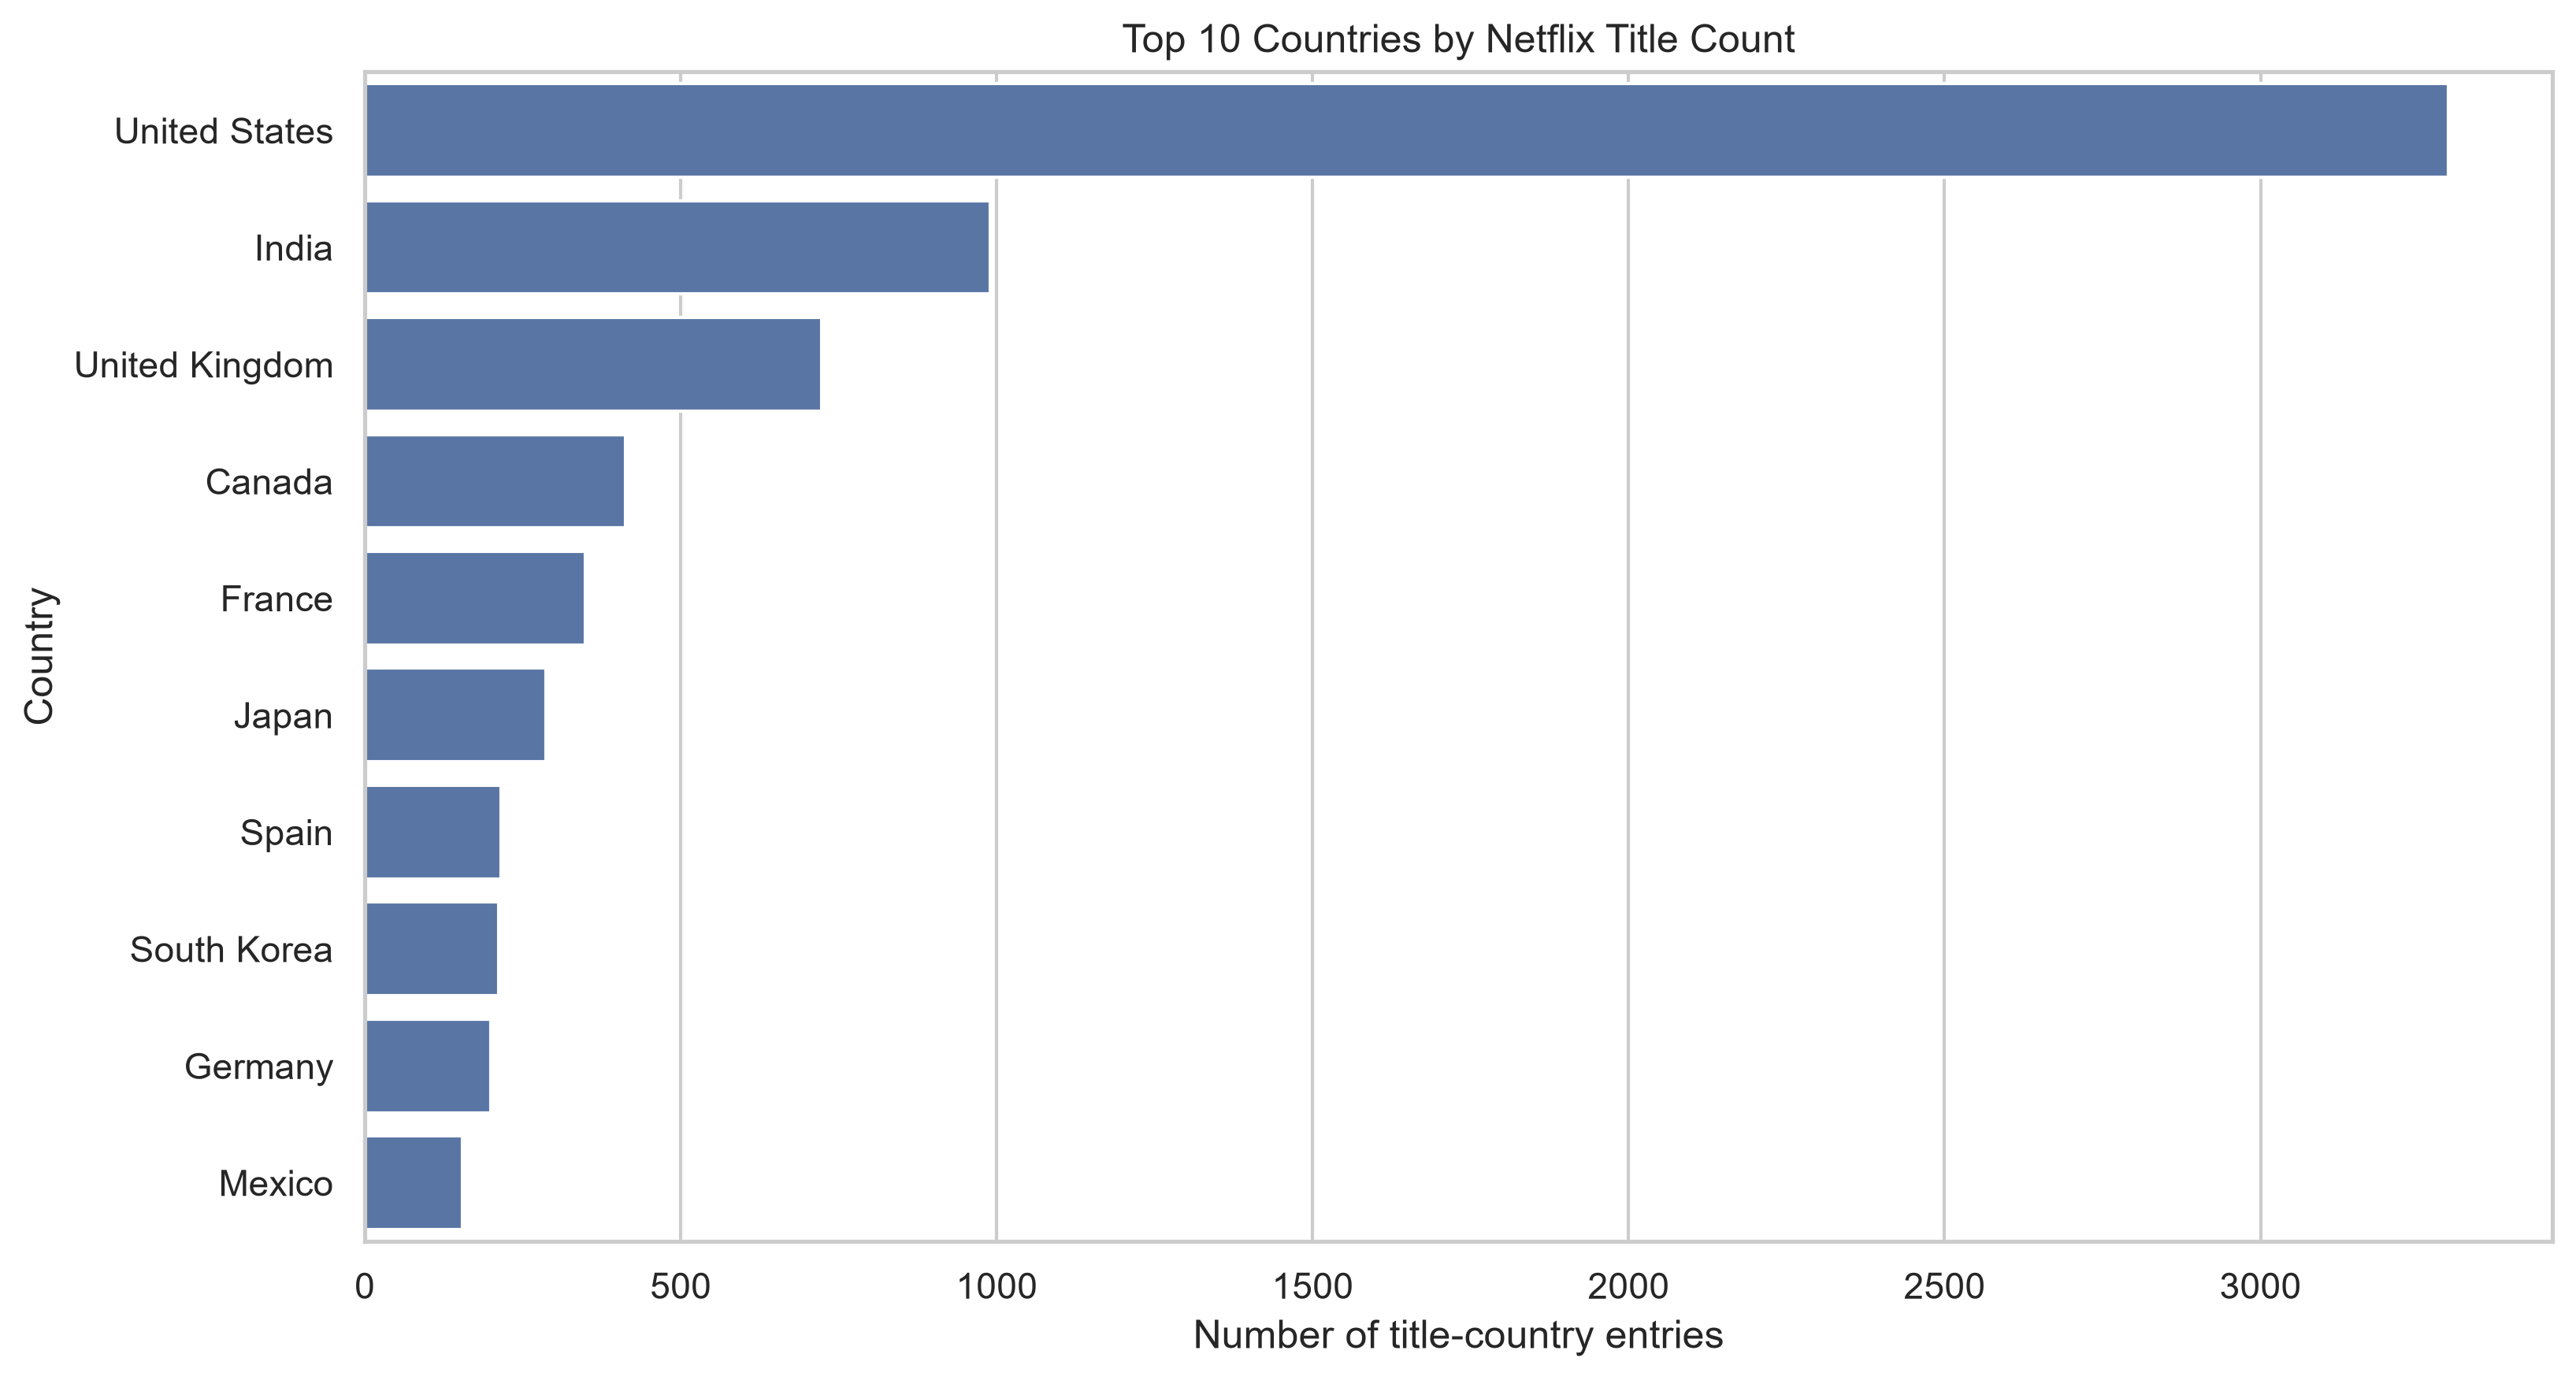 Top 10 Countries by Netflix Title Count
United States
India
United Kingdom
Canada
France
Japan
Spain
South Korea
Germany
Mexico
Country
0 500 1000 1500 2000 2500 3000
Number of title-country entries